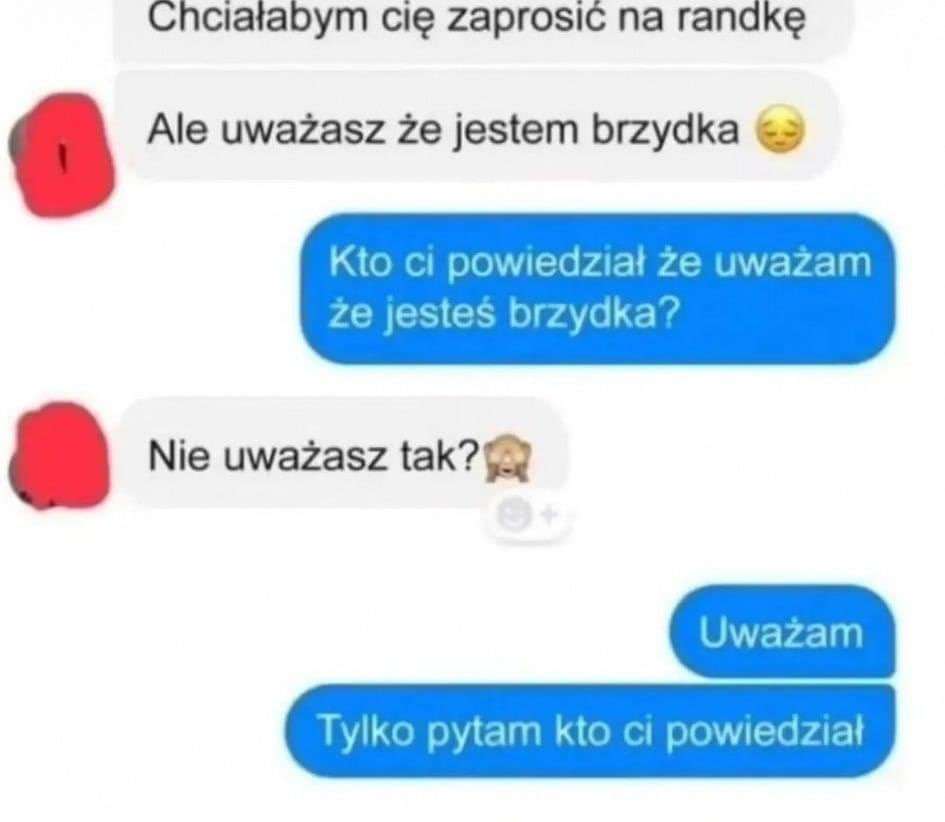 Chciałabym cię zaprosić na randkę
Ale uważasz że jestem brzydka 😔
Kto ci powiedział że uważam
że jesteś brzydka?
Nie uważasz tak?🙈
Uważam
Tylko pytam kto ci powiedział